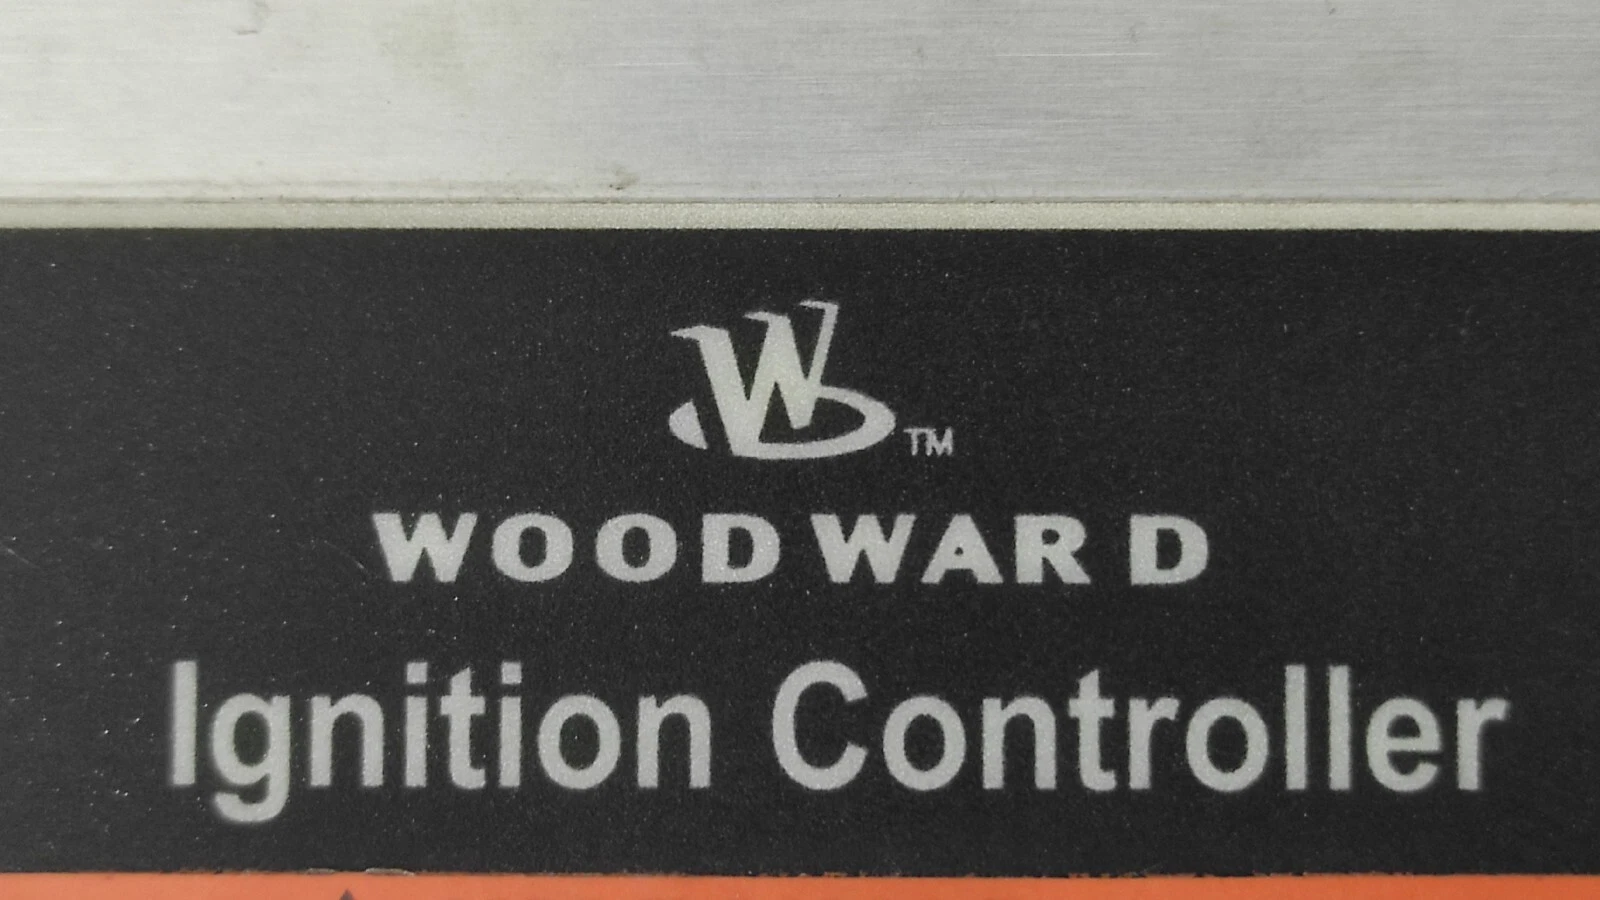 W TM
WOODWARD
Ignition Controller